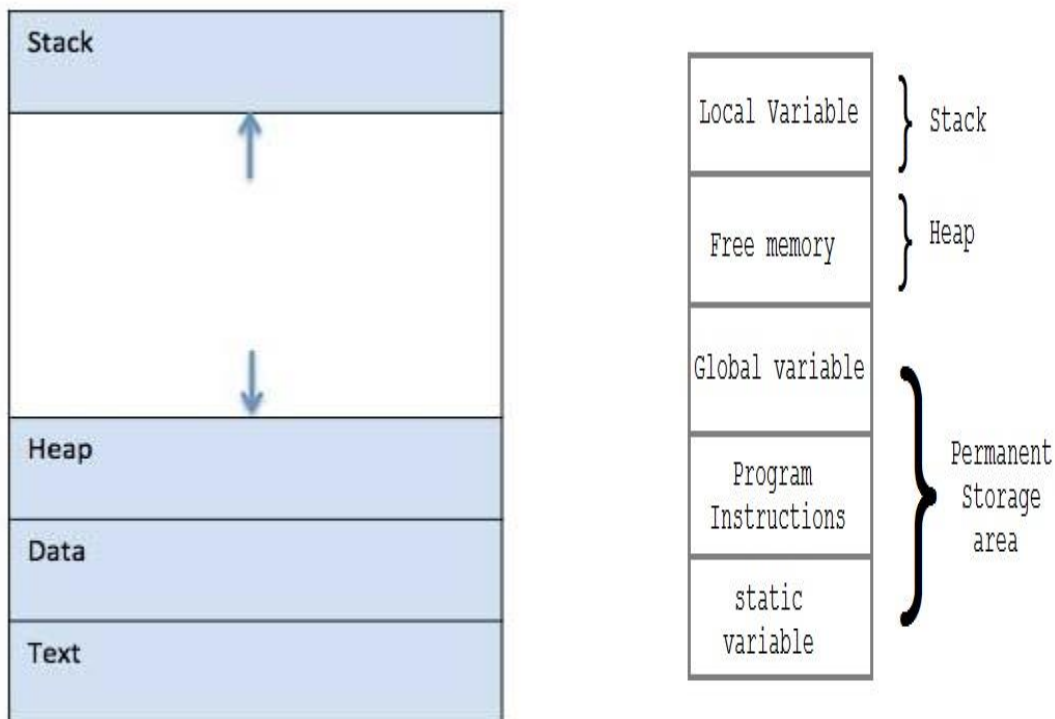 Stack
Heap
Data
Text
Local Variable
Stack
Free memory
Heap
Global variable
Program
Instructions
static
variable
Permanent
Storage
area